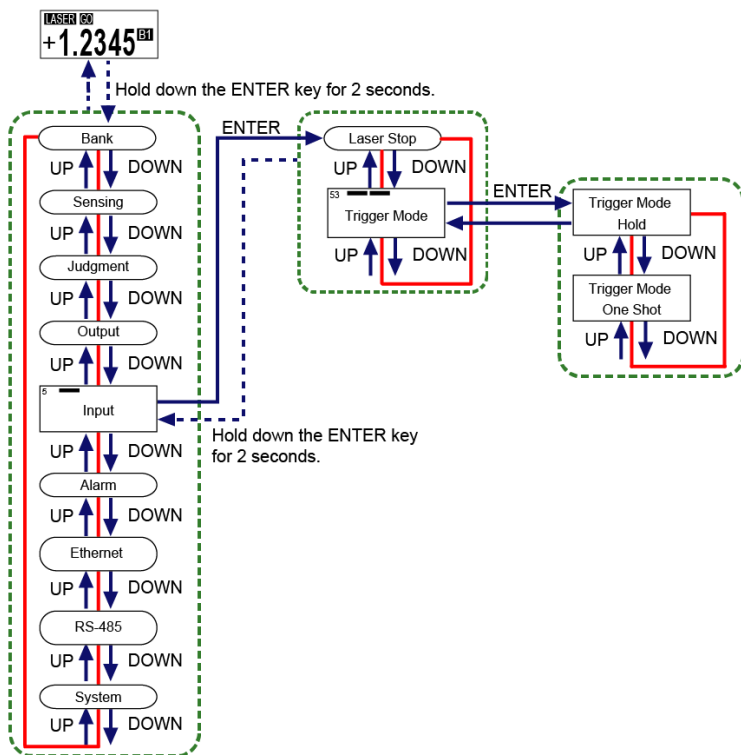 LASER GO
+1.2345 B1
Hold down the ENTER key for 2 seconds.
Bank
UP DOWN
Sensing
UP DOWN
Judgment
UP DOWN
Output
UP DOWN
5
Input
UP DOWN
Alarm
UP DOWN
Ethernet
UP DOWN
RS-485
UP DOWN
System
UP DOWN
ENTER
Laser Stop
UP DOWN
53
Trigger Mode
UP DOWN
Hold down the ENTER key
for 2 seconds.
ENTER
Trigger Mode
Hold
UP DOWN
Trigger Mode
One Shot
UP DOWN